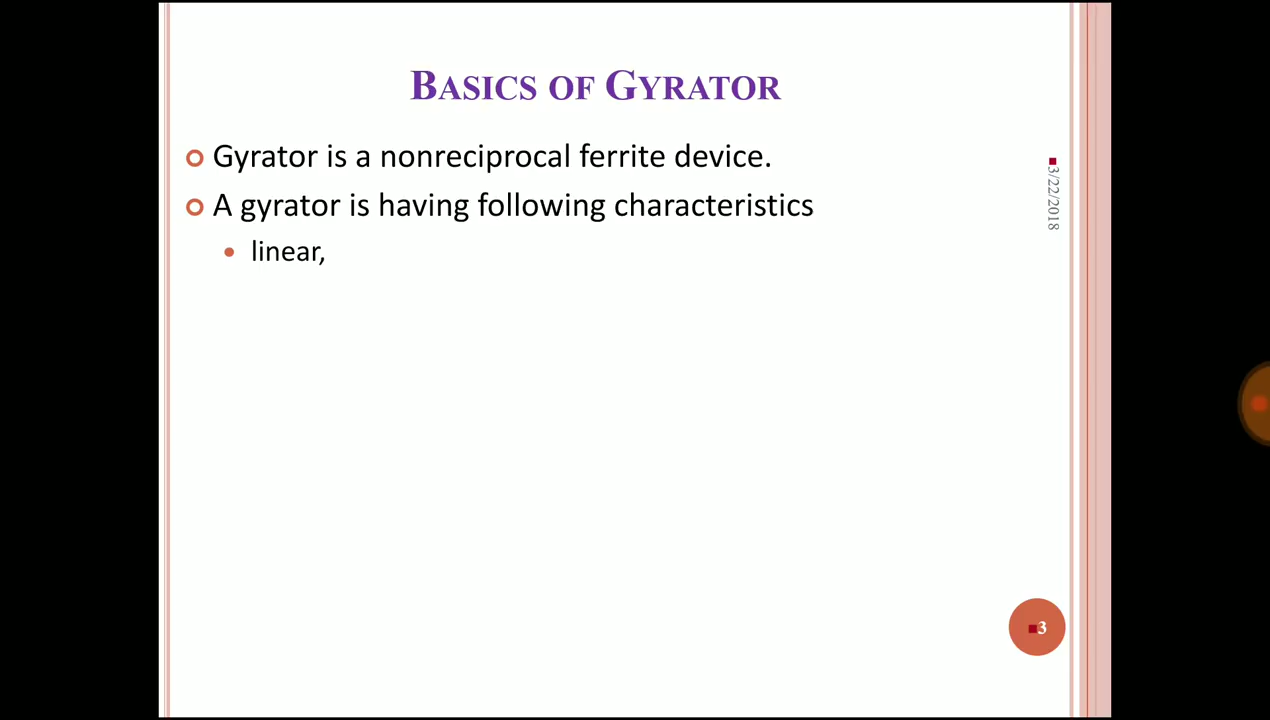 BASICS OF GYRATOR
Gyrator is a nonreciprocal ferrite device.
A gyrator is having following characteristics
linear,
3/22/2018
3